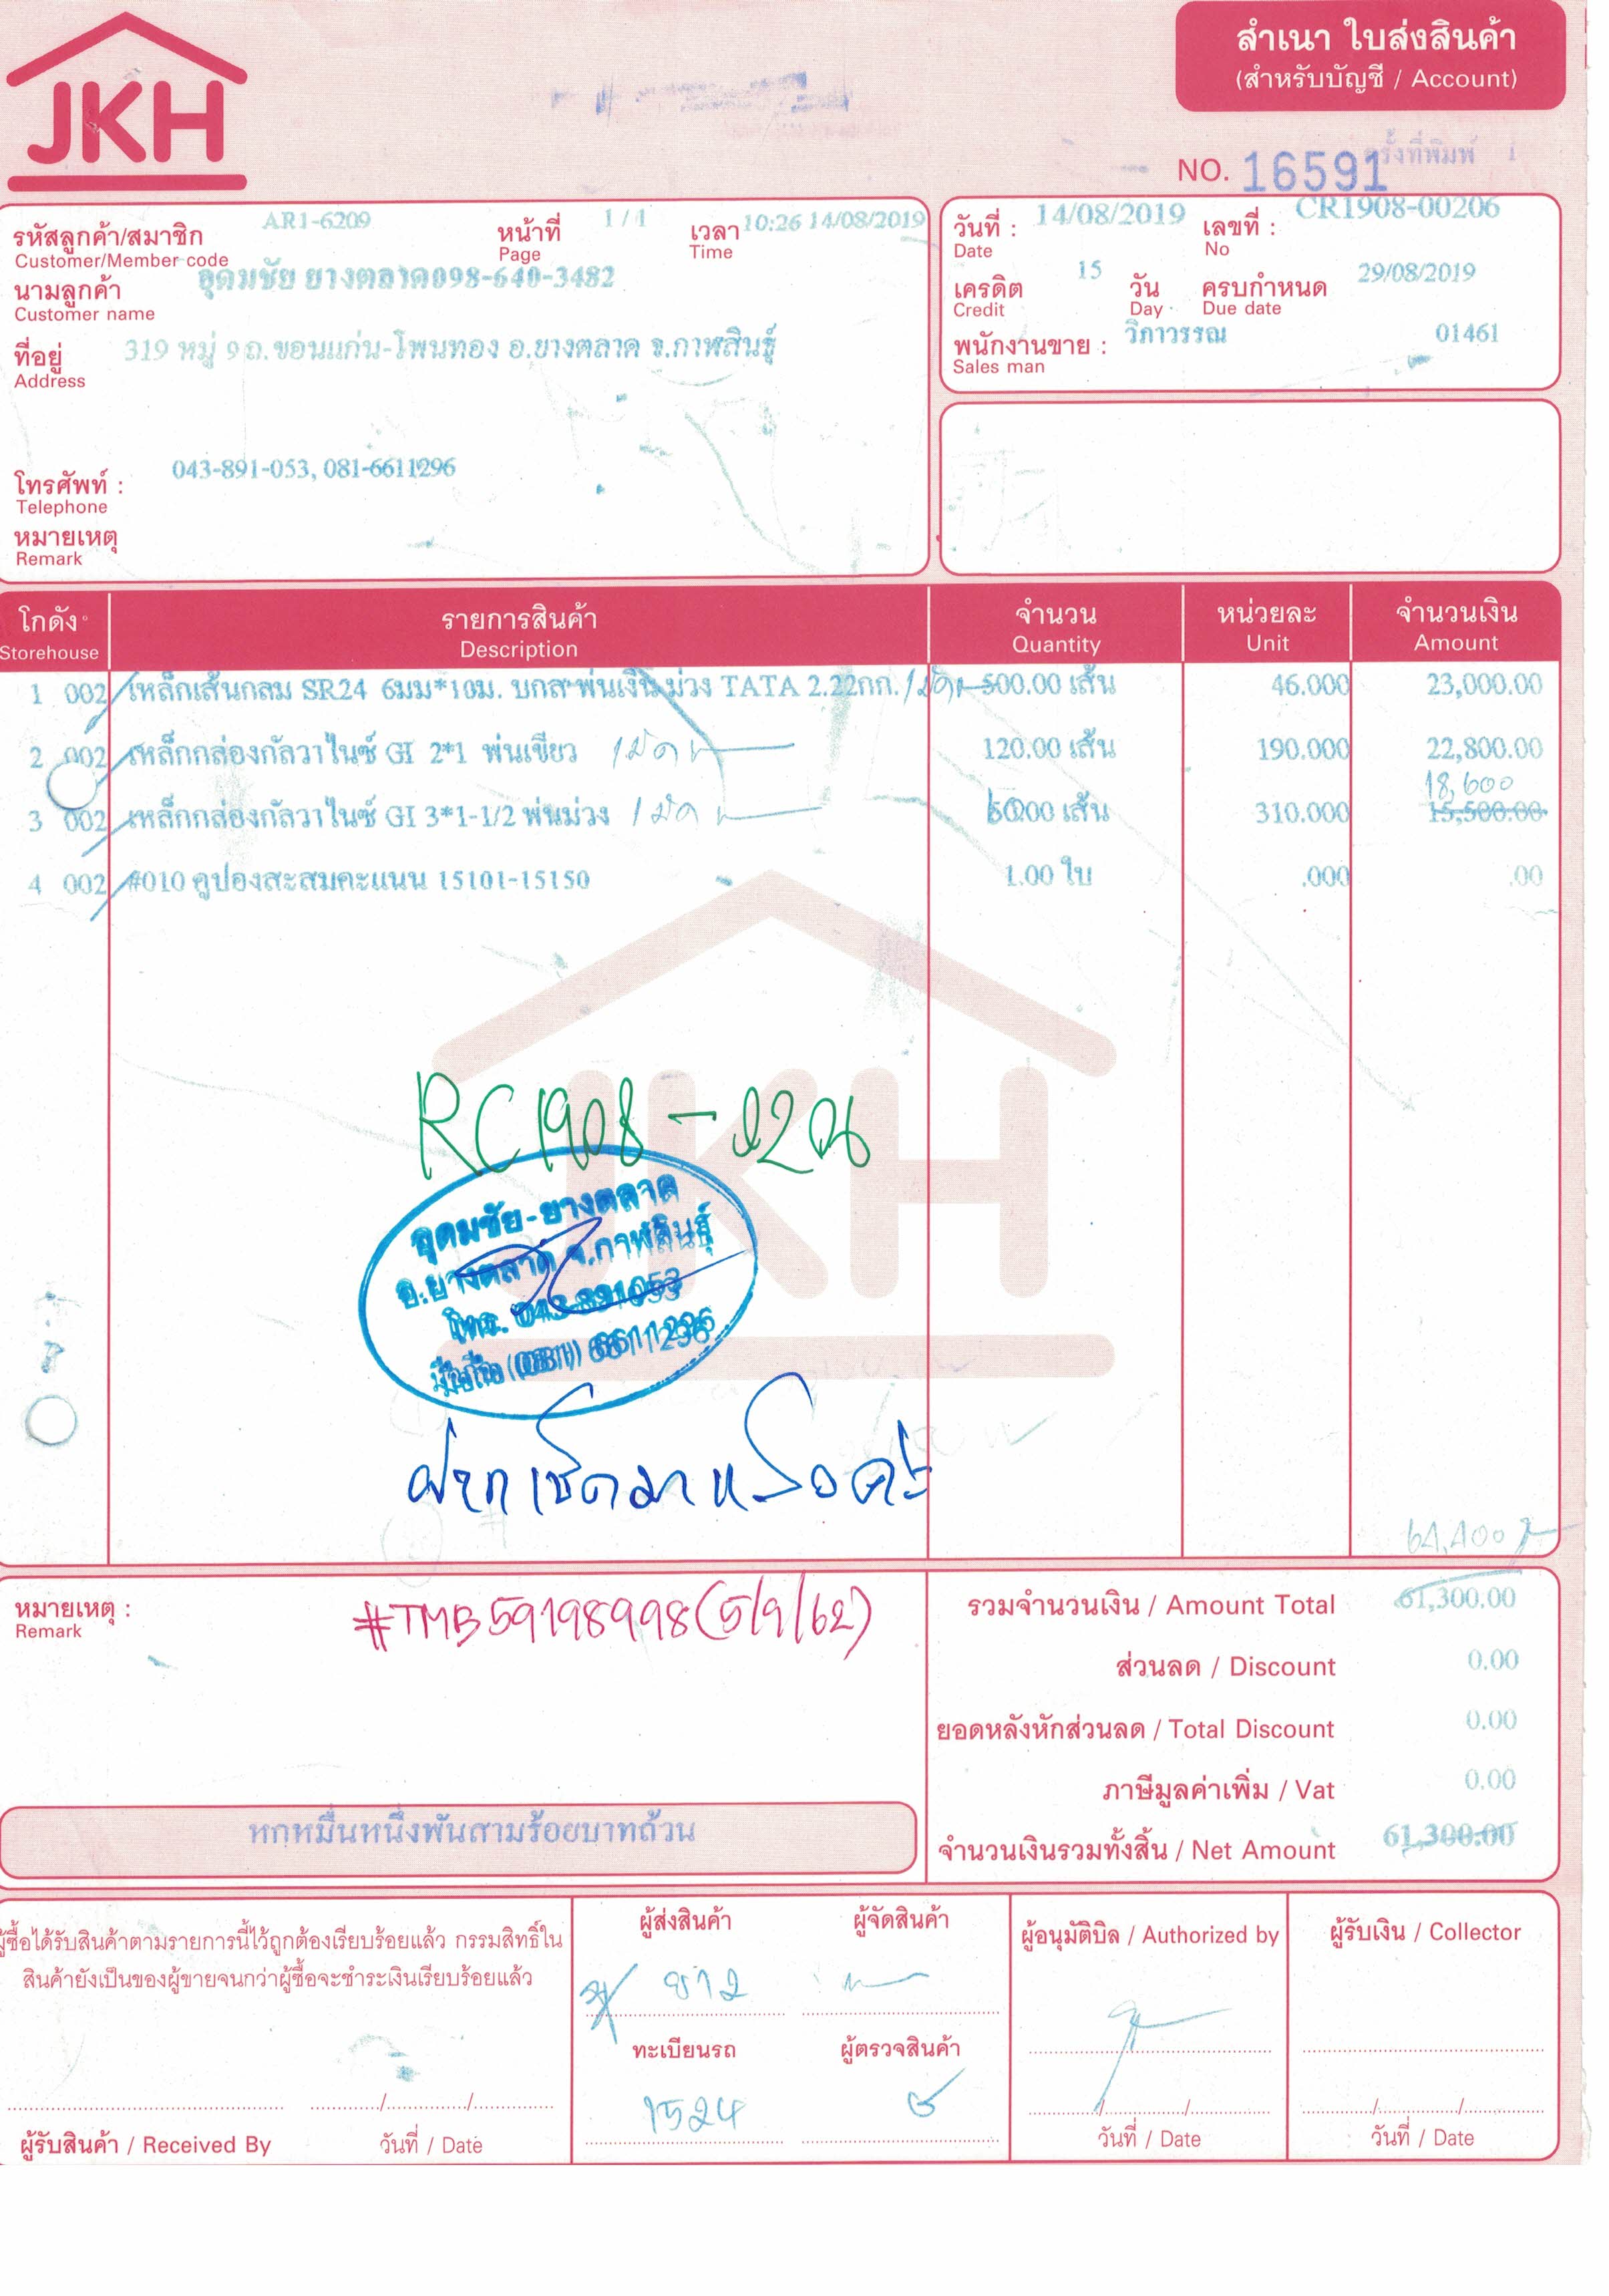 JKH
สำเนา ใบส่งสินค้า
(สำหรับบัญชี / Account)
ครั้งที่พิมพ์ 1
NO. 16591
รหัสลูกค้า/สมาชิก AR1-6209 หน้าที่ 1 / 1 เวลา 10:26 14/08/2019
Customer/Member code Page Time
นามลูกค้า อุดมชัย ยางตลาด098-640-3482
Customer name
ที่อยู่ 319 หมู่ 9 ถ.ขอนแก่น-โพนทอง อ.ยางตลาด จ.กาฬสินธุ์
Address
โทรศัพท์ : 043-891-053, 081-6611296
Telephone
หมายเหตุ
Remark
วันที่ : 14/08/2019 เลขที่ : CR1908-00206
Date No
เครดิต 15 วัน ครบกำหนด 29/08/2019
Credit Day Due date
พนักงานขาย : วิภาวรรณ 01461
Sales man
โกดัง รายการสินค้า จำนวน หน่วยละ จำนวนเงิน
Storehouse Description Quantity Unit Amount
1 002 เหล็กเส้นกลม SR24 6มม*10ม. บกส พ่นเงิน ม่วง TATA 2.22กก. 500.00 เส้น 46.000 23,000.00
2 002 เหล็กกล่องกัลวาไนซ์ GI 2*1 พ่นเขียว 1 มัด 120.00 เส้น 190.000 22,800.00
18,600
3 002 เหล็กกล่องกัลวาไนซ์ GI 3*1-1/2 พ่นม่วง 1 มัด 60.00 เส้น 310.000 15,500.00
4 002 #010 คูปองสะสมคะแนน 15101-15150 1.00 ใบ .000 .00
JKH
RC1908-0206
อุดมชัย-ยางตลาด
อ.ยางตลาด จ.กาฬสินธุ์
โทร. 043-891053
มือถือ (081) 6611296
ฝากเช็คมาแล้วค่ะ
64,400
หมายเหตุ :
Remark
#TMB59198998(5/9/62)
รวมจำนวนเงิน / Amount Total 61,300.00
ส่วนลด / Discount 0.00
ยอดหลังหักส่วนลด / Total Discount 0.00
ภาษีมูลค่าเพิ่ม / Vat 0.00
จำนวนเงินรวมทั้งสิ้น / Net Amount 61,300.00
หกหมื่นหนึ่งพันสามร้อยบาทถ้วน
ผู้ซื้อได้รับสินค้าตามรายการนี้ไว้ถูกต้องเรียบร้อยแล้ว กรรมสิทธิ์ใน
สินค้ายังเป็นของผู้ขายจนกว่าผู้ซื้อจะชำระเงินเรียบร้อยแล้ว
ผู้รับสินค้า / Received By วันที่ / Date
ผู้ส่งสินค้า ผู้จัดสินค้า
ทะเบียนรถ ผู้ตรวจสินค้า
1524
ผู้อนุมัติบิล / Authorized by
วันที่ / Date
ผู้รับเงิน / Collector
วันที่ / Date